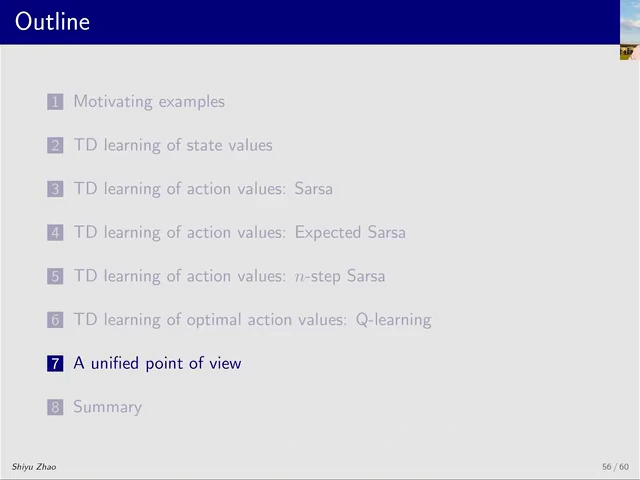 Outline
1 Motivating examples
2 TD learning of state values
3 TD learning of action values: Sarsa
4 TD learning of action values: Expected Sarsa
5 TD learning of action values: n-step Sarsa
6 TD learning of optimal action values: Q-learning
7 A unified point of view
8 Summary
Shiyu Zhao
56 / 60